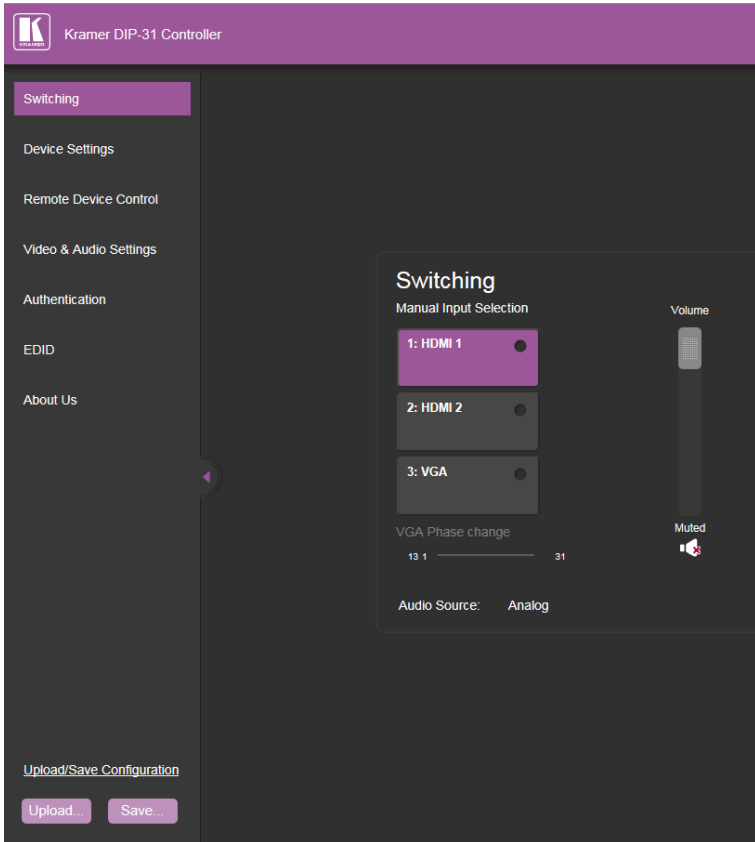 KRAMER
Kramer DIP-31 Controller
Switching
Device Settings
Remote Device Control
Video & Audio Settings
Authentication
EDID
About Us
Upload/Save Configuration
Upload... Save...
Switching
Manual Input Selection
1: HDMI 1
2: HDMI 2
3: VGA
VGA Phase change
13 1 31
Audio Source: Analog
Volume
Muted